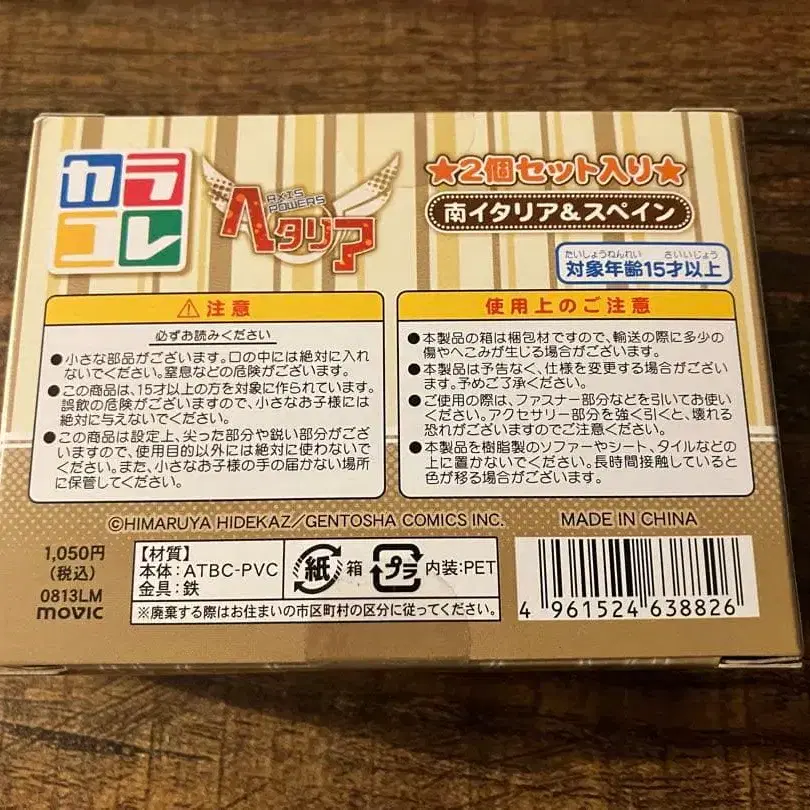 カラコレ
AXIS POWERS
ヘタリア
★2個セット入り★
南イタリア&スペイン
たいしょうねんれい さいいじょう
対象年齢15才以上
⚠注意
必ずお読みください
●小さな部品がございます。口の中には絶対に入れ
ないでください。窒息などの危険がございます。
●この商品は、15才以上の方を対象に作られています。
誤飲の危険がございますので、小さなお子様には
絶対に与えないでください。
●この商品は設定上、尖った部分や鋭い部分がござ
いますので、使用目的以外には絶対に使わないで
ください。また、小さなお子様の手の届かない場所
に保管してください。
使用上のご注意
●本製品の箱は梱包材ですので、輸送の際に多少の
傷やへこみが生じる場合がございます。
●本製品は予告なく、仕様を変更する場合がござい
ます。予めご了承ください。
●ご使用の際は、ファスナー部分などを引いてお使い
ください。アクセサリー部分を強く引くと、壊れる
恐れがございますのでご注意ください。
●本製品を樹脂製のソファーやシート、タイルなどの
上に置かないでください。長時間接触していると
色が移る場合がございます。
©HIMARUYA HIDEKAZ/GENTOSHA COMICS INC.
MADE IN CHINA
1,050円
(税込)
0813LM
movic
【材質】
本体:ATBC-PVC
金具:鉄
紙 箱 プラ 内装:PET
※廃棄する際はお住まいの市区町村の区分に従ってください。
4 961524 638826